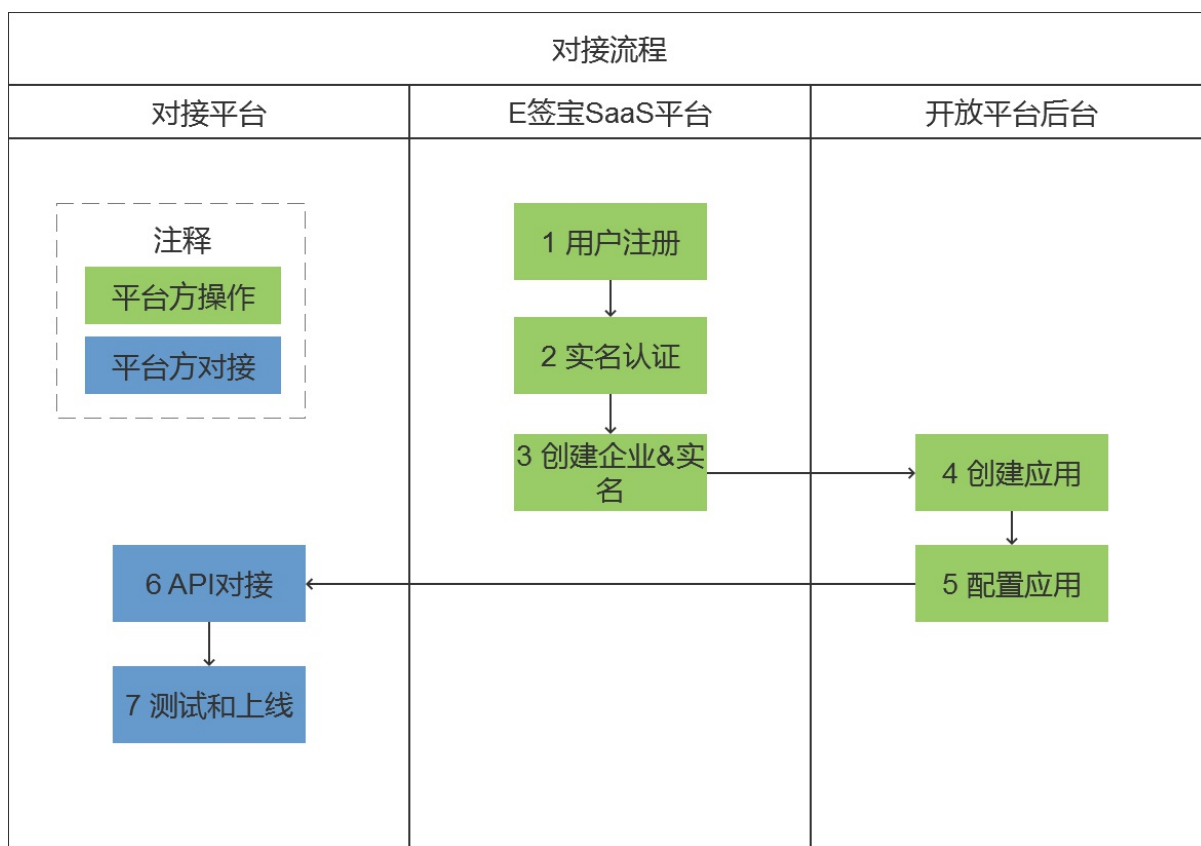 对接流程
对接平台
E签宝SaaS平台
开放平台后台
注释
平台方操作
平台方对接
1 用户注册
2 实名认证
3 创建企业&实
名
4 创建应用
5 配置应用
6 API对接
7 测试和上线